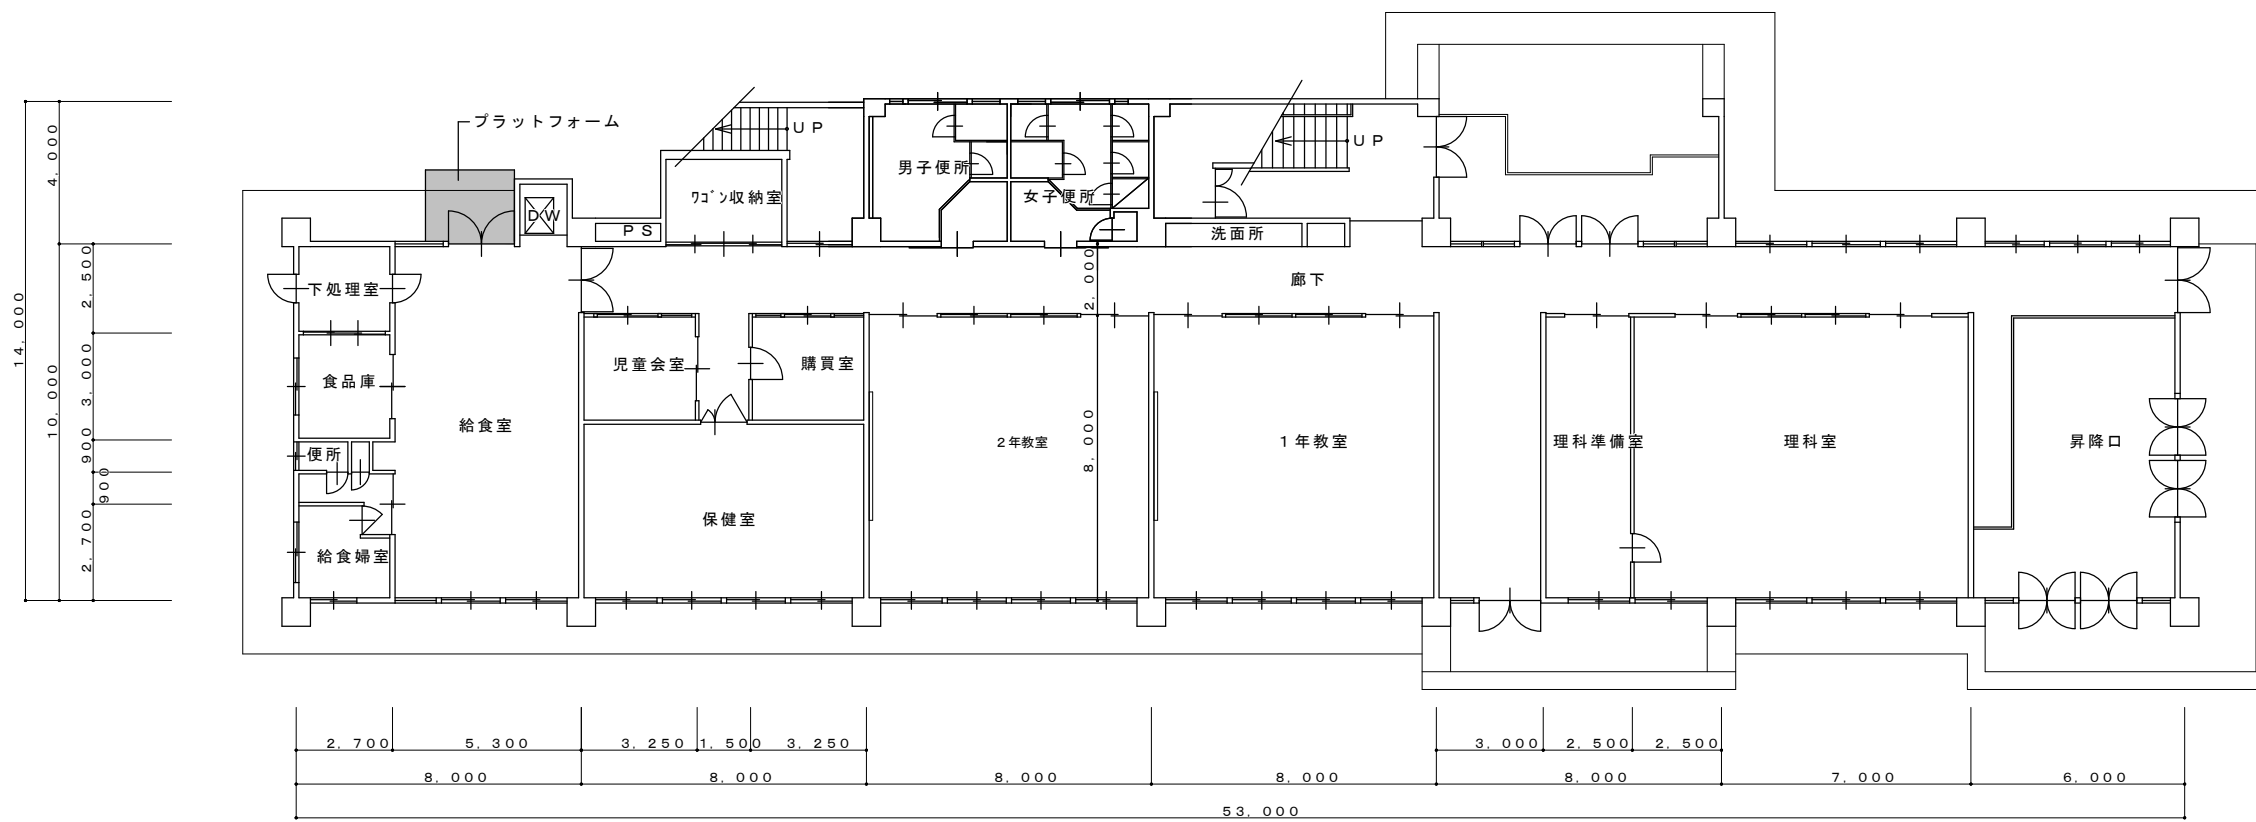 プラットフォーム
UP
UP
男子便所
ﾜｺﾞﾝ収納室
女子便所
DW
PS
洗面所
廊下
下処理室
児童会室
購買室
食品庫
給食室
2年教室
1年教室
理科準備室
理科室
昇降口
便所
保健室
給食婦室
4,000
2,500
14,000
10,000
3,000
900
900
2,700
2,000
8,000
2,700
5,300
3,250
1,500
3,250
3,000
2,500
2,500
8,000
8,000
8,000
8,000
8,000
7,000
6,000
53,000